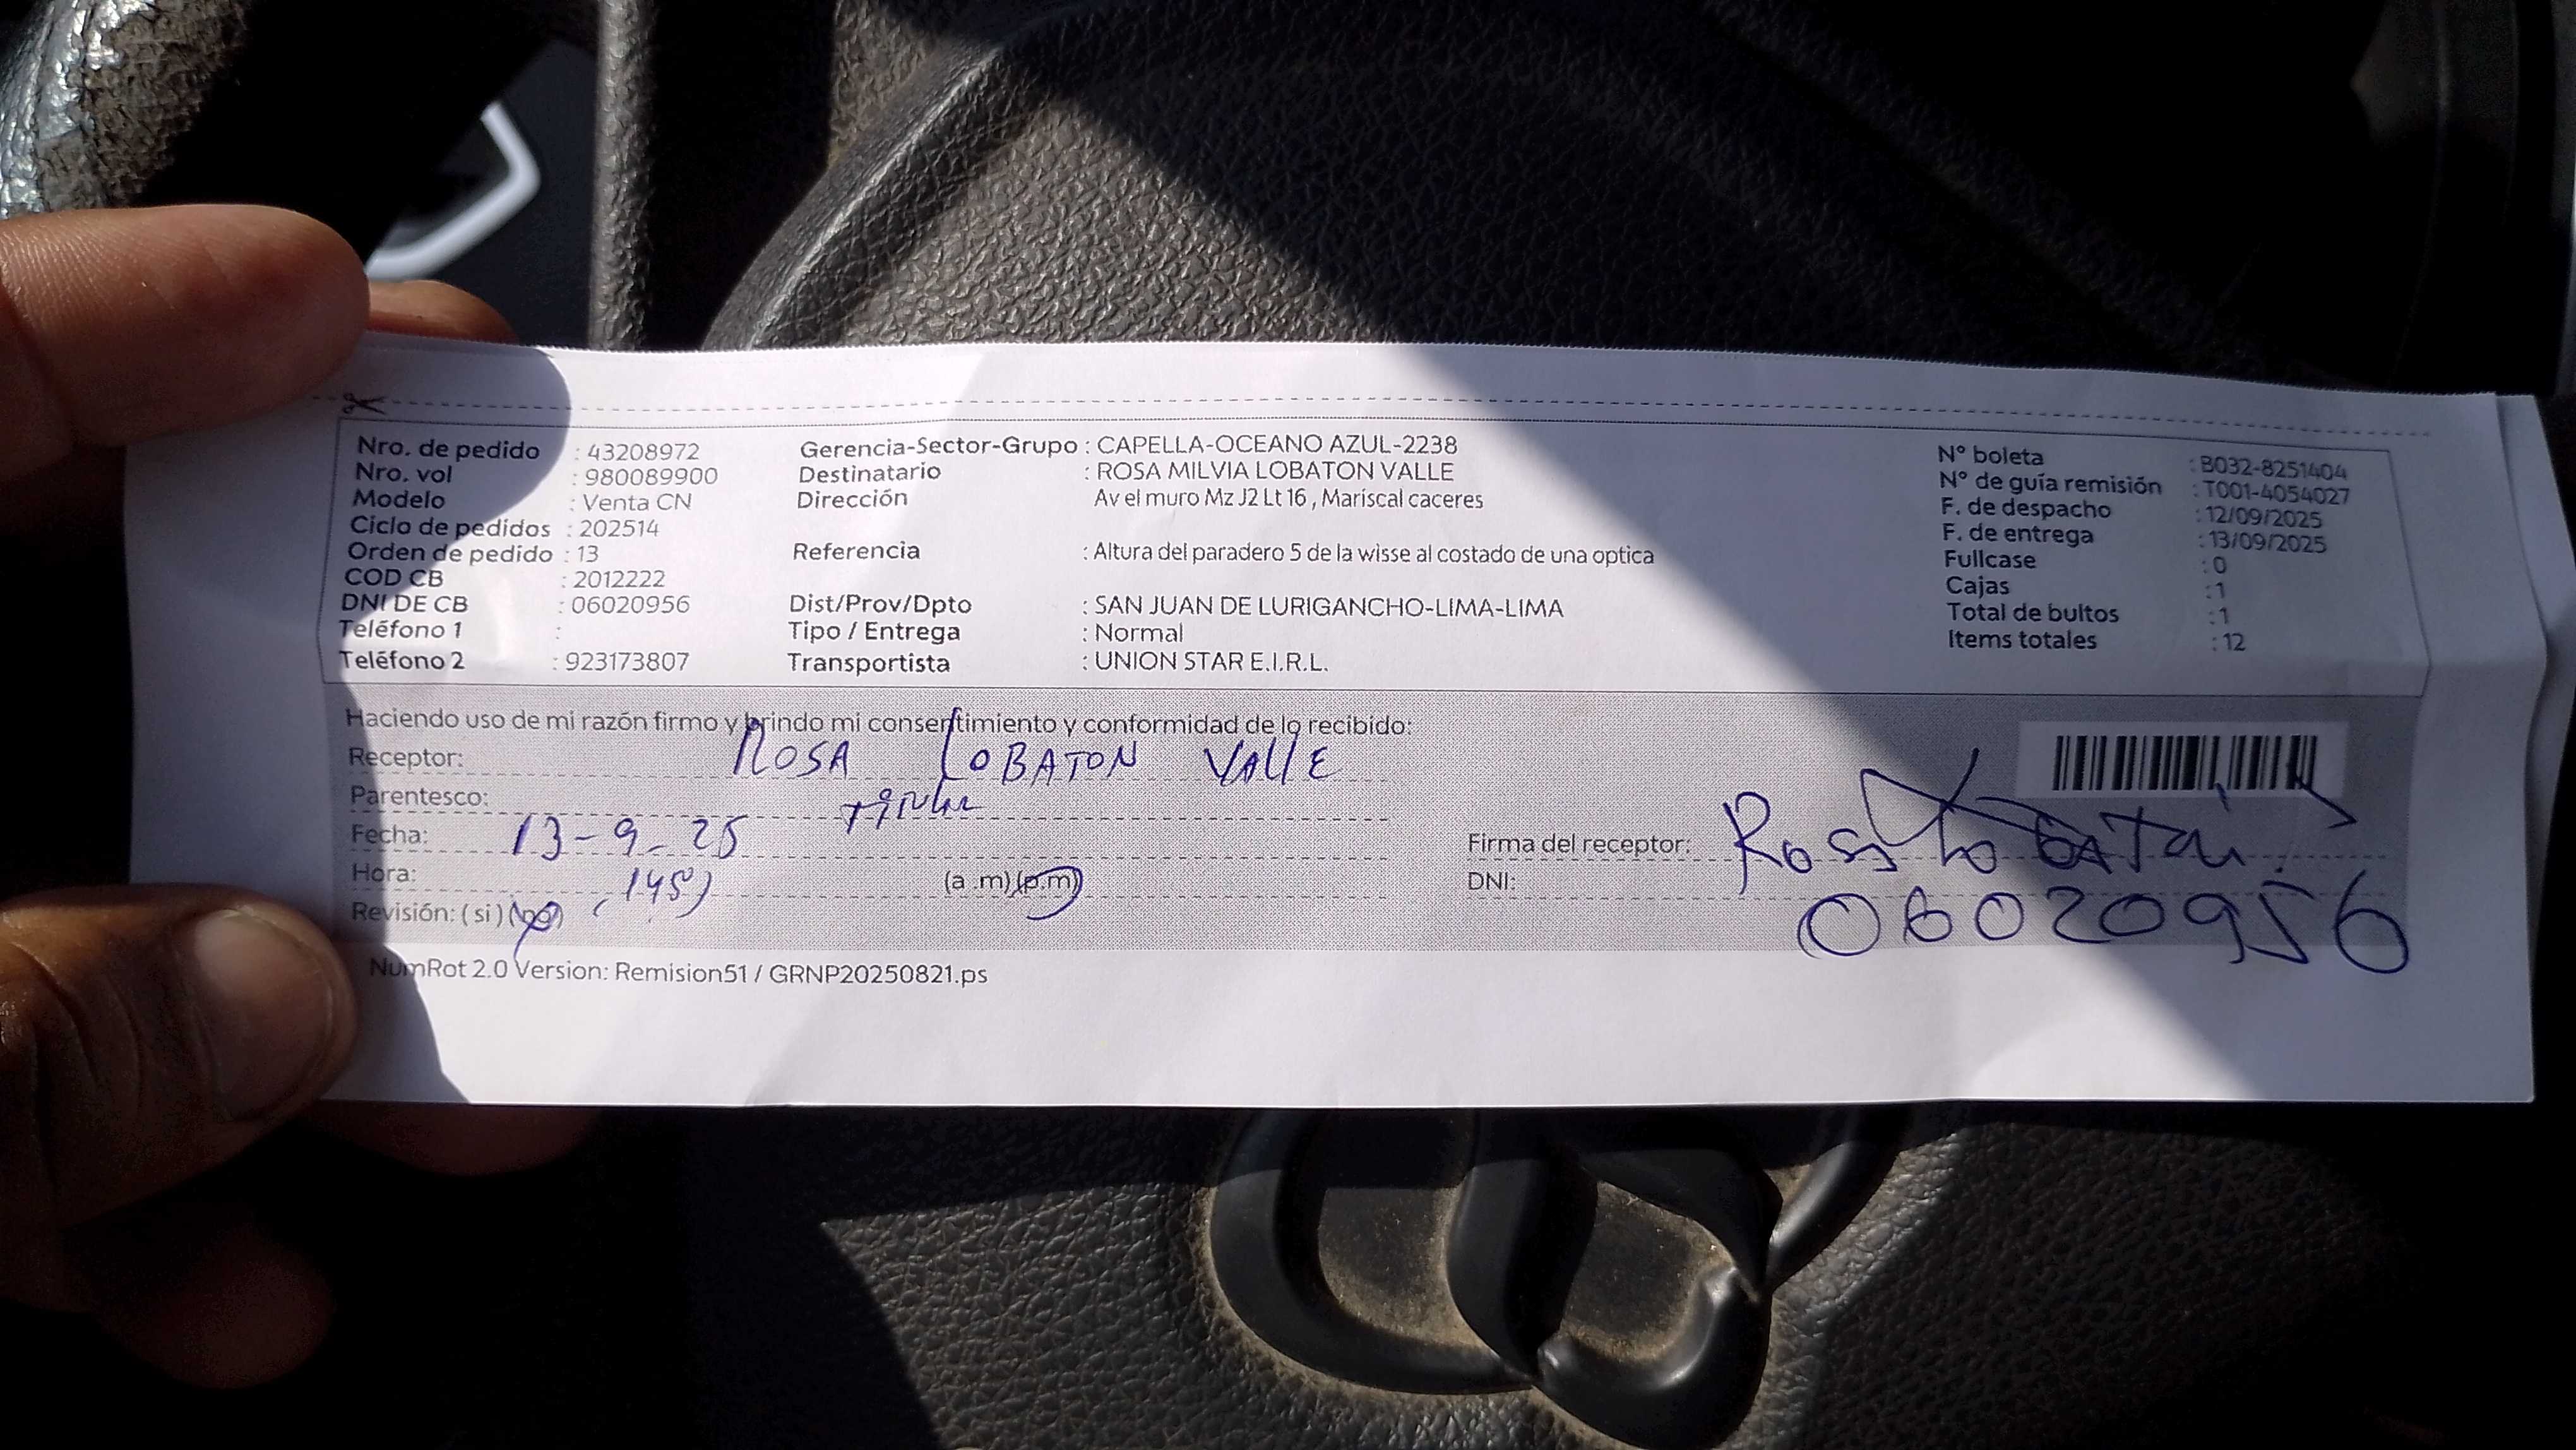 Nro. de pedido : 43208972 Gerencia-Sector-Grupo : CAPELLA-OCEANO AZUL-2238 N° boleta : B032-8251404
Nro. vol : 980089900 Destinatario : ROSA MILVIA LOBATON VALLE N° de guía remisión : T001-4054027
Modelo : Venta CN Dirección Av el muro Mz J2 Lt 16 , Mariscal caceres F. de despacho : 12/09/2025
Ciclo de pedidos : 202514 F. de entrega : 13/09/2025
Orden de pedido : 13 Referencia : Altura del paradero 5 de la wisse al costado de una optica Fullcase : 0
COD CB : 2012222 Cajas : 1
DNI DE CB : 06020956 Dist/Prov/Dpto : SAN JUAN DE LURIGANCHO-LIMA-LIMA Total de bultos : 1
Teléfono 1 : Tipo / Entrega : Normal Items totales : 12
Teléfono 2 : 923173807 Transportista : UNION STAR E.I.R.L.
Haciendo uso de mi razón firmo y brindo mi consentimiento y conformidad de lo recibido:
Receptor: ROSA LOBATON VALLE
Parentesco: titular
Fecha: 13-9-25 Firma del receptor: Rosa Lobaton
Hora: (a .m) (p.m) DNI: 06020956
Revisión: ( si ) (no)
NumRot 2.0 Version: Remision51 / GRNP20250821.ps